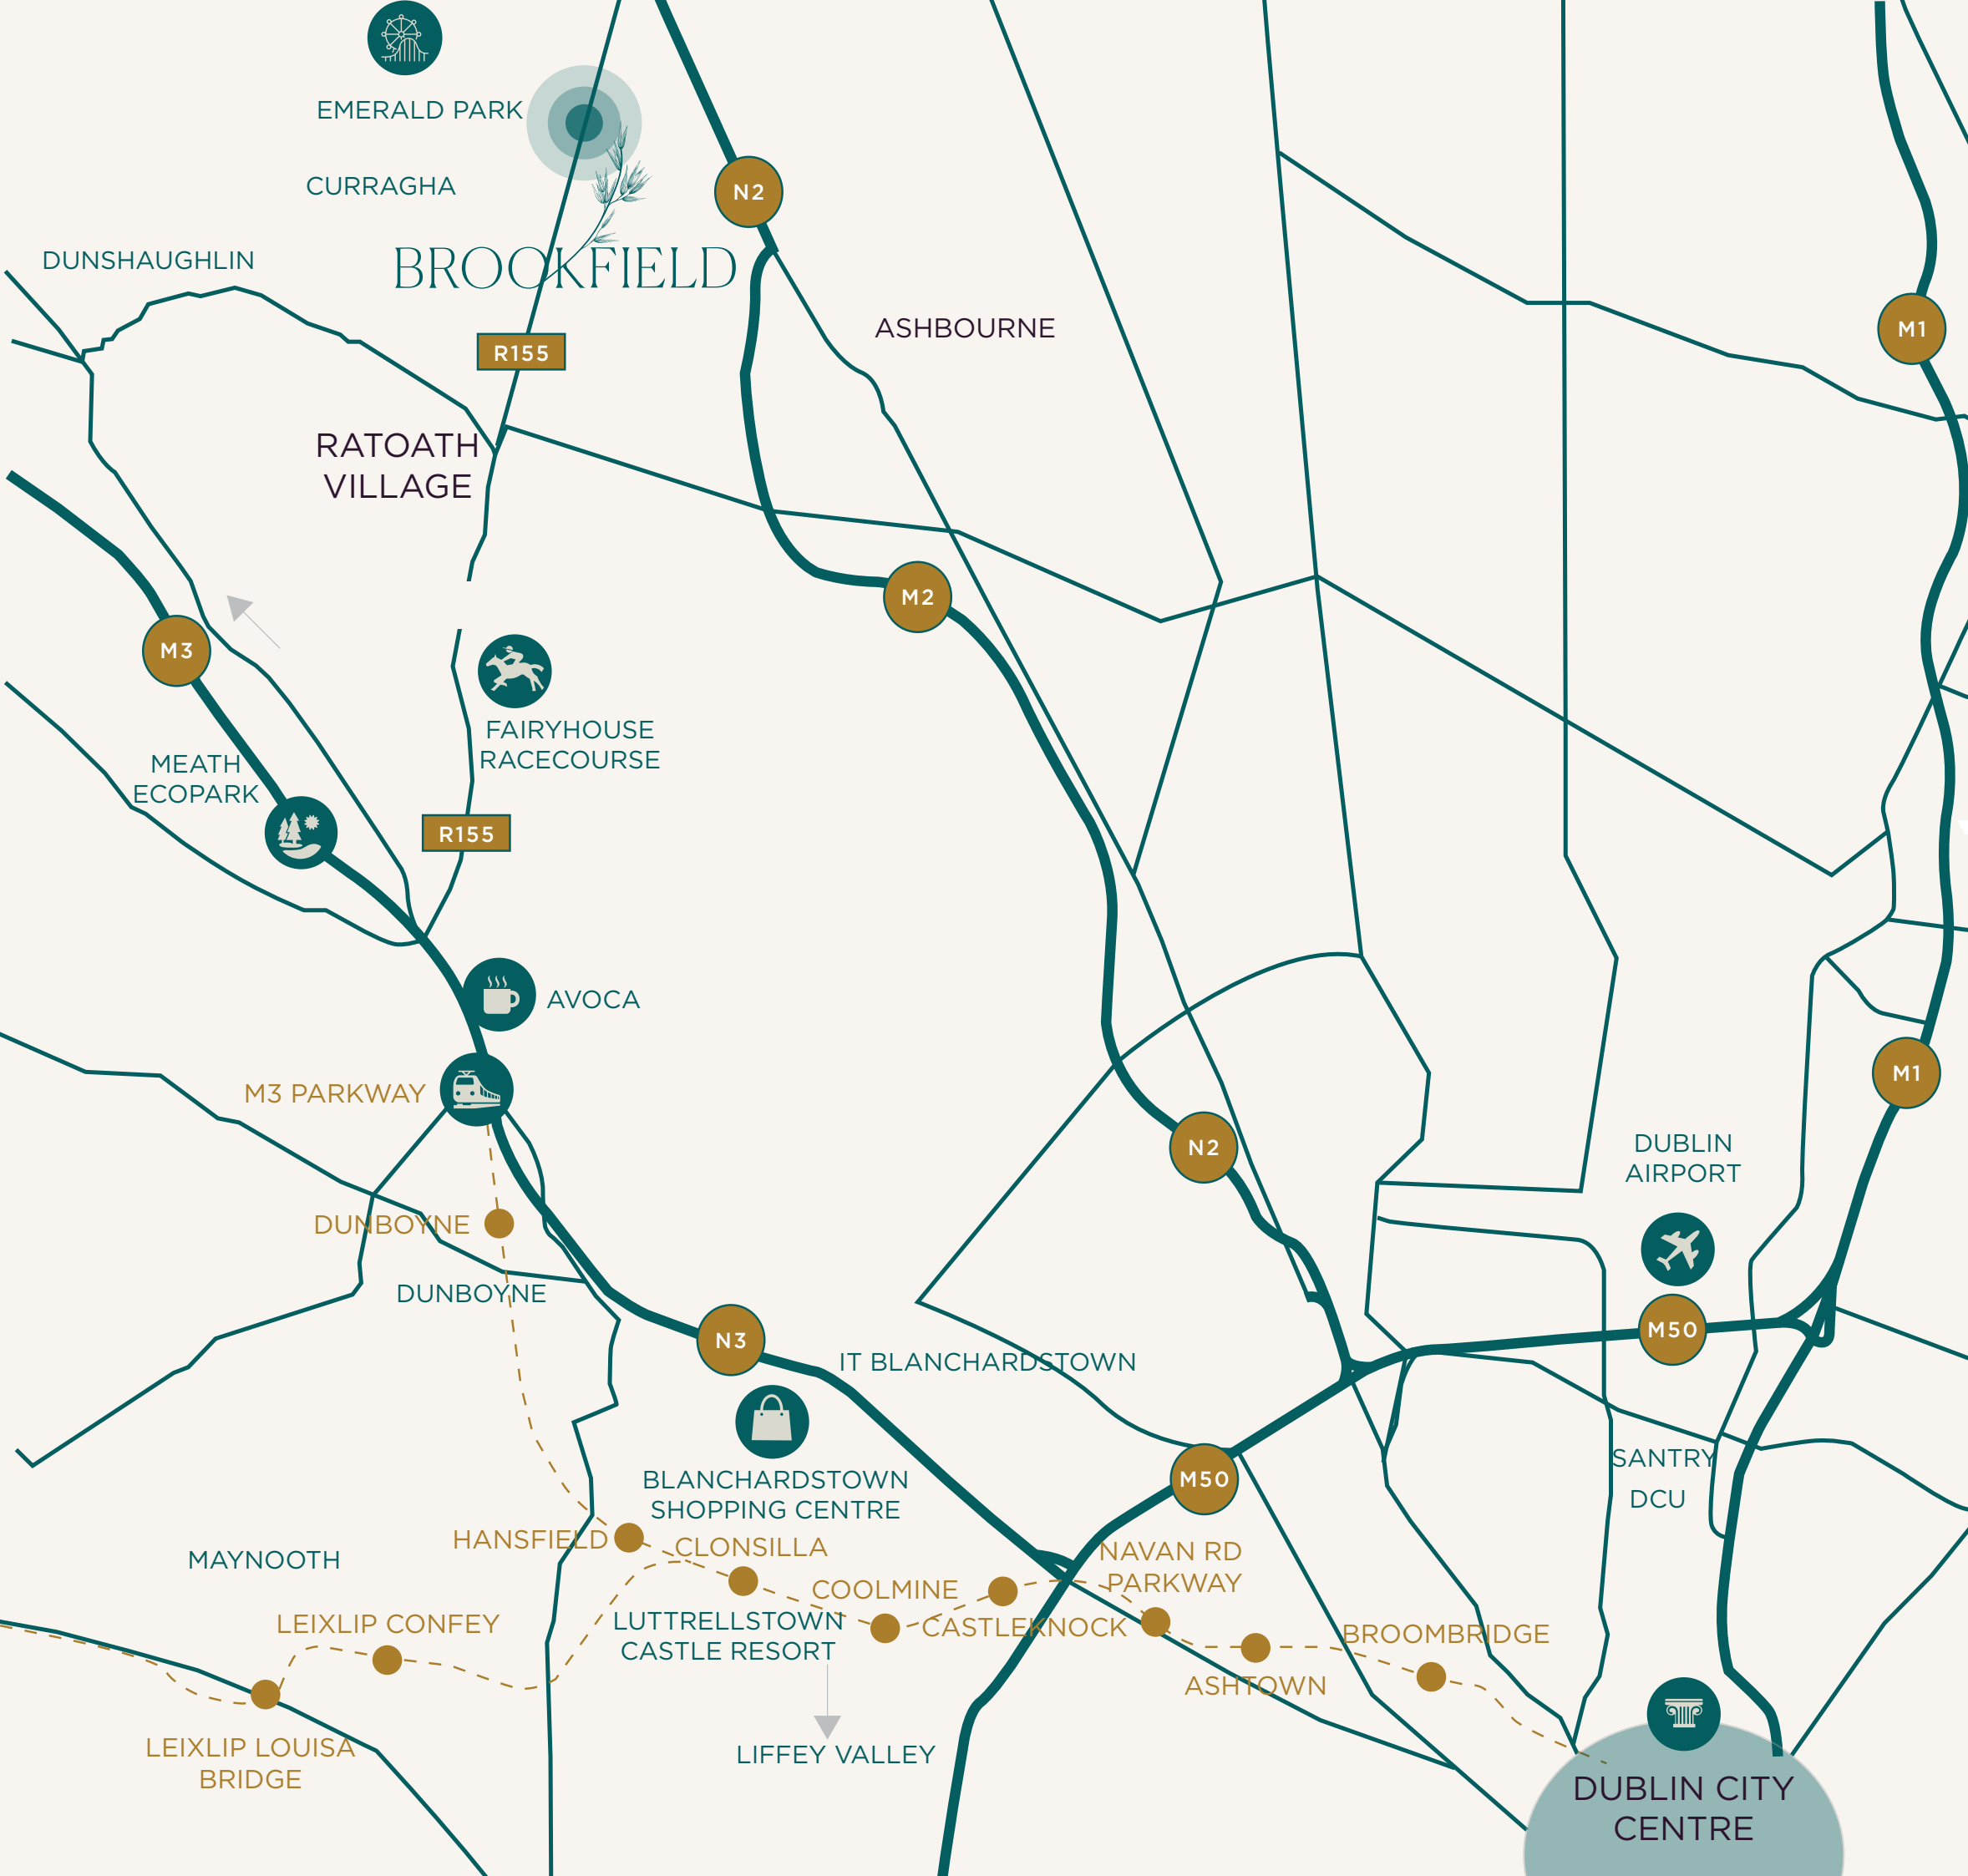 EMERALD PARK
CURRAGHA
N2
DUNSHAUGHLIN
BROOKFIELD
ASHBOURNE
M1
R155
RATOATH
VILLAGE
M2
M3
FAIRYHOUSE
RACECOURSE
MEATH
ECOPARK
R155
AVOCA
M3 PARKWAY
M1
N2
DUBLIN
AIRPORT
DUNBOYNE
DUNBOYNE
N3
M50
IT BLANCHARDSTOWN
BLANCHARDSTOWN
SHOPPING CENTRE
M50
SANTRY
DCU
HANSFIELD
CLONSILLA
NAVAN RD
PARKWAY
MAYNOOTH
COOLMINE
LEIXLIP CONFEY
LUTTRELLSTOWN
CASTLE RESORT
CASTLEKNOCK
BROOMBRIDGE
ASHTOWN
LEIXLIP LOUISA
BRIDGE
LIFFEY VALLEY
DUBLIN CITY
CENTRE